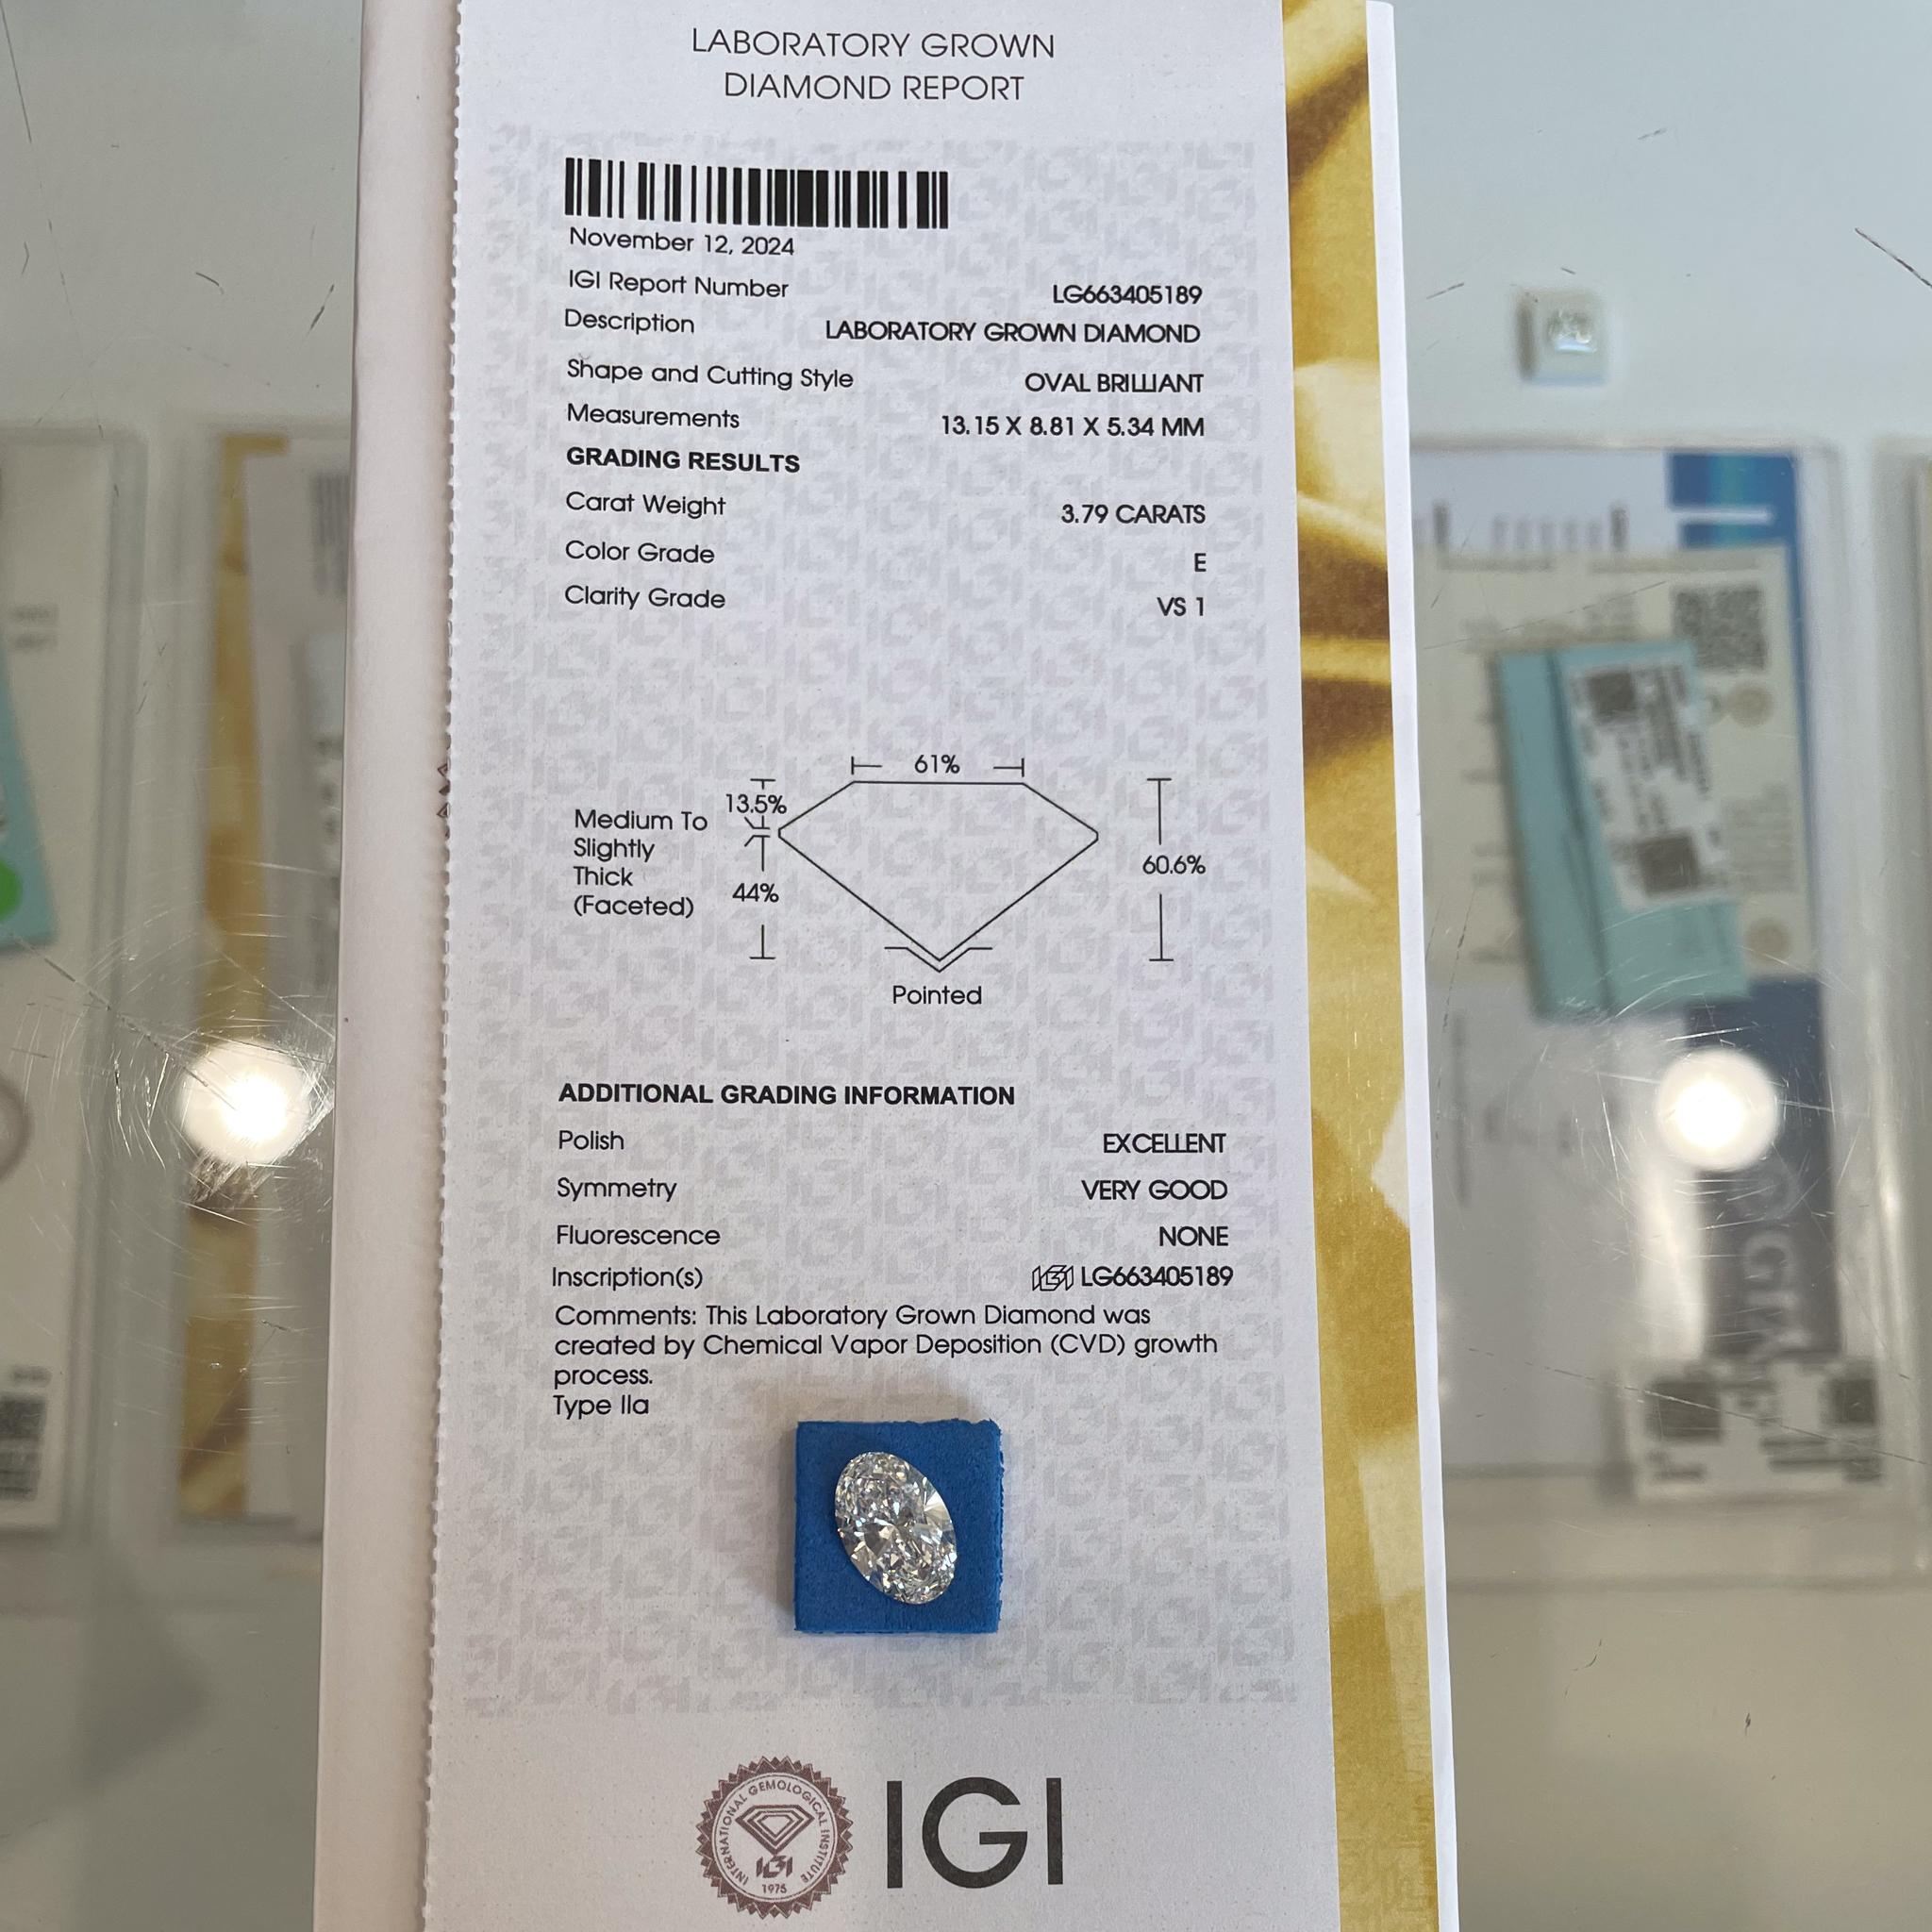 LABORATORY GROWN
DIAMOND REPORT
November 12, 2024
IGI Report Number LG663405189
Description LABORATORY GROWN DIAMOND
Shape and Cutting Style OVAL BRILLIANT
Measurements 13.15 X 8.81 X 5.34 MM
GRADING RESULTS
Carat Weight 3.79 CARATS
Color Grade E
Clarity Grade VS 1
61%
13.5%
Medium To
Slightly
Thick
(Faceted)
44%
60.6%
Pointed
ADDITIONAL GRADING INFORMATION
Polish EXCELLENT
Symmetry VERY GOOD
Fluorescence NONE
Inscription(s) IGI LG663405189
Comments: This Laboratory Grown Diamond was
created by Chemical Vapor Deposition (CVD) growth
process.
Type IIa
INTERNATIONAL GEMOLOGICAL INSTITUTE
IGI
1975
IGI